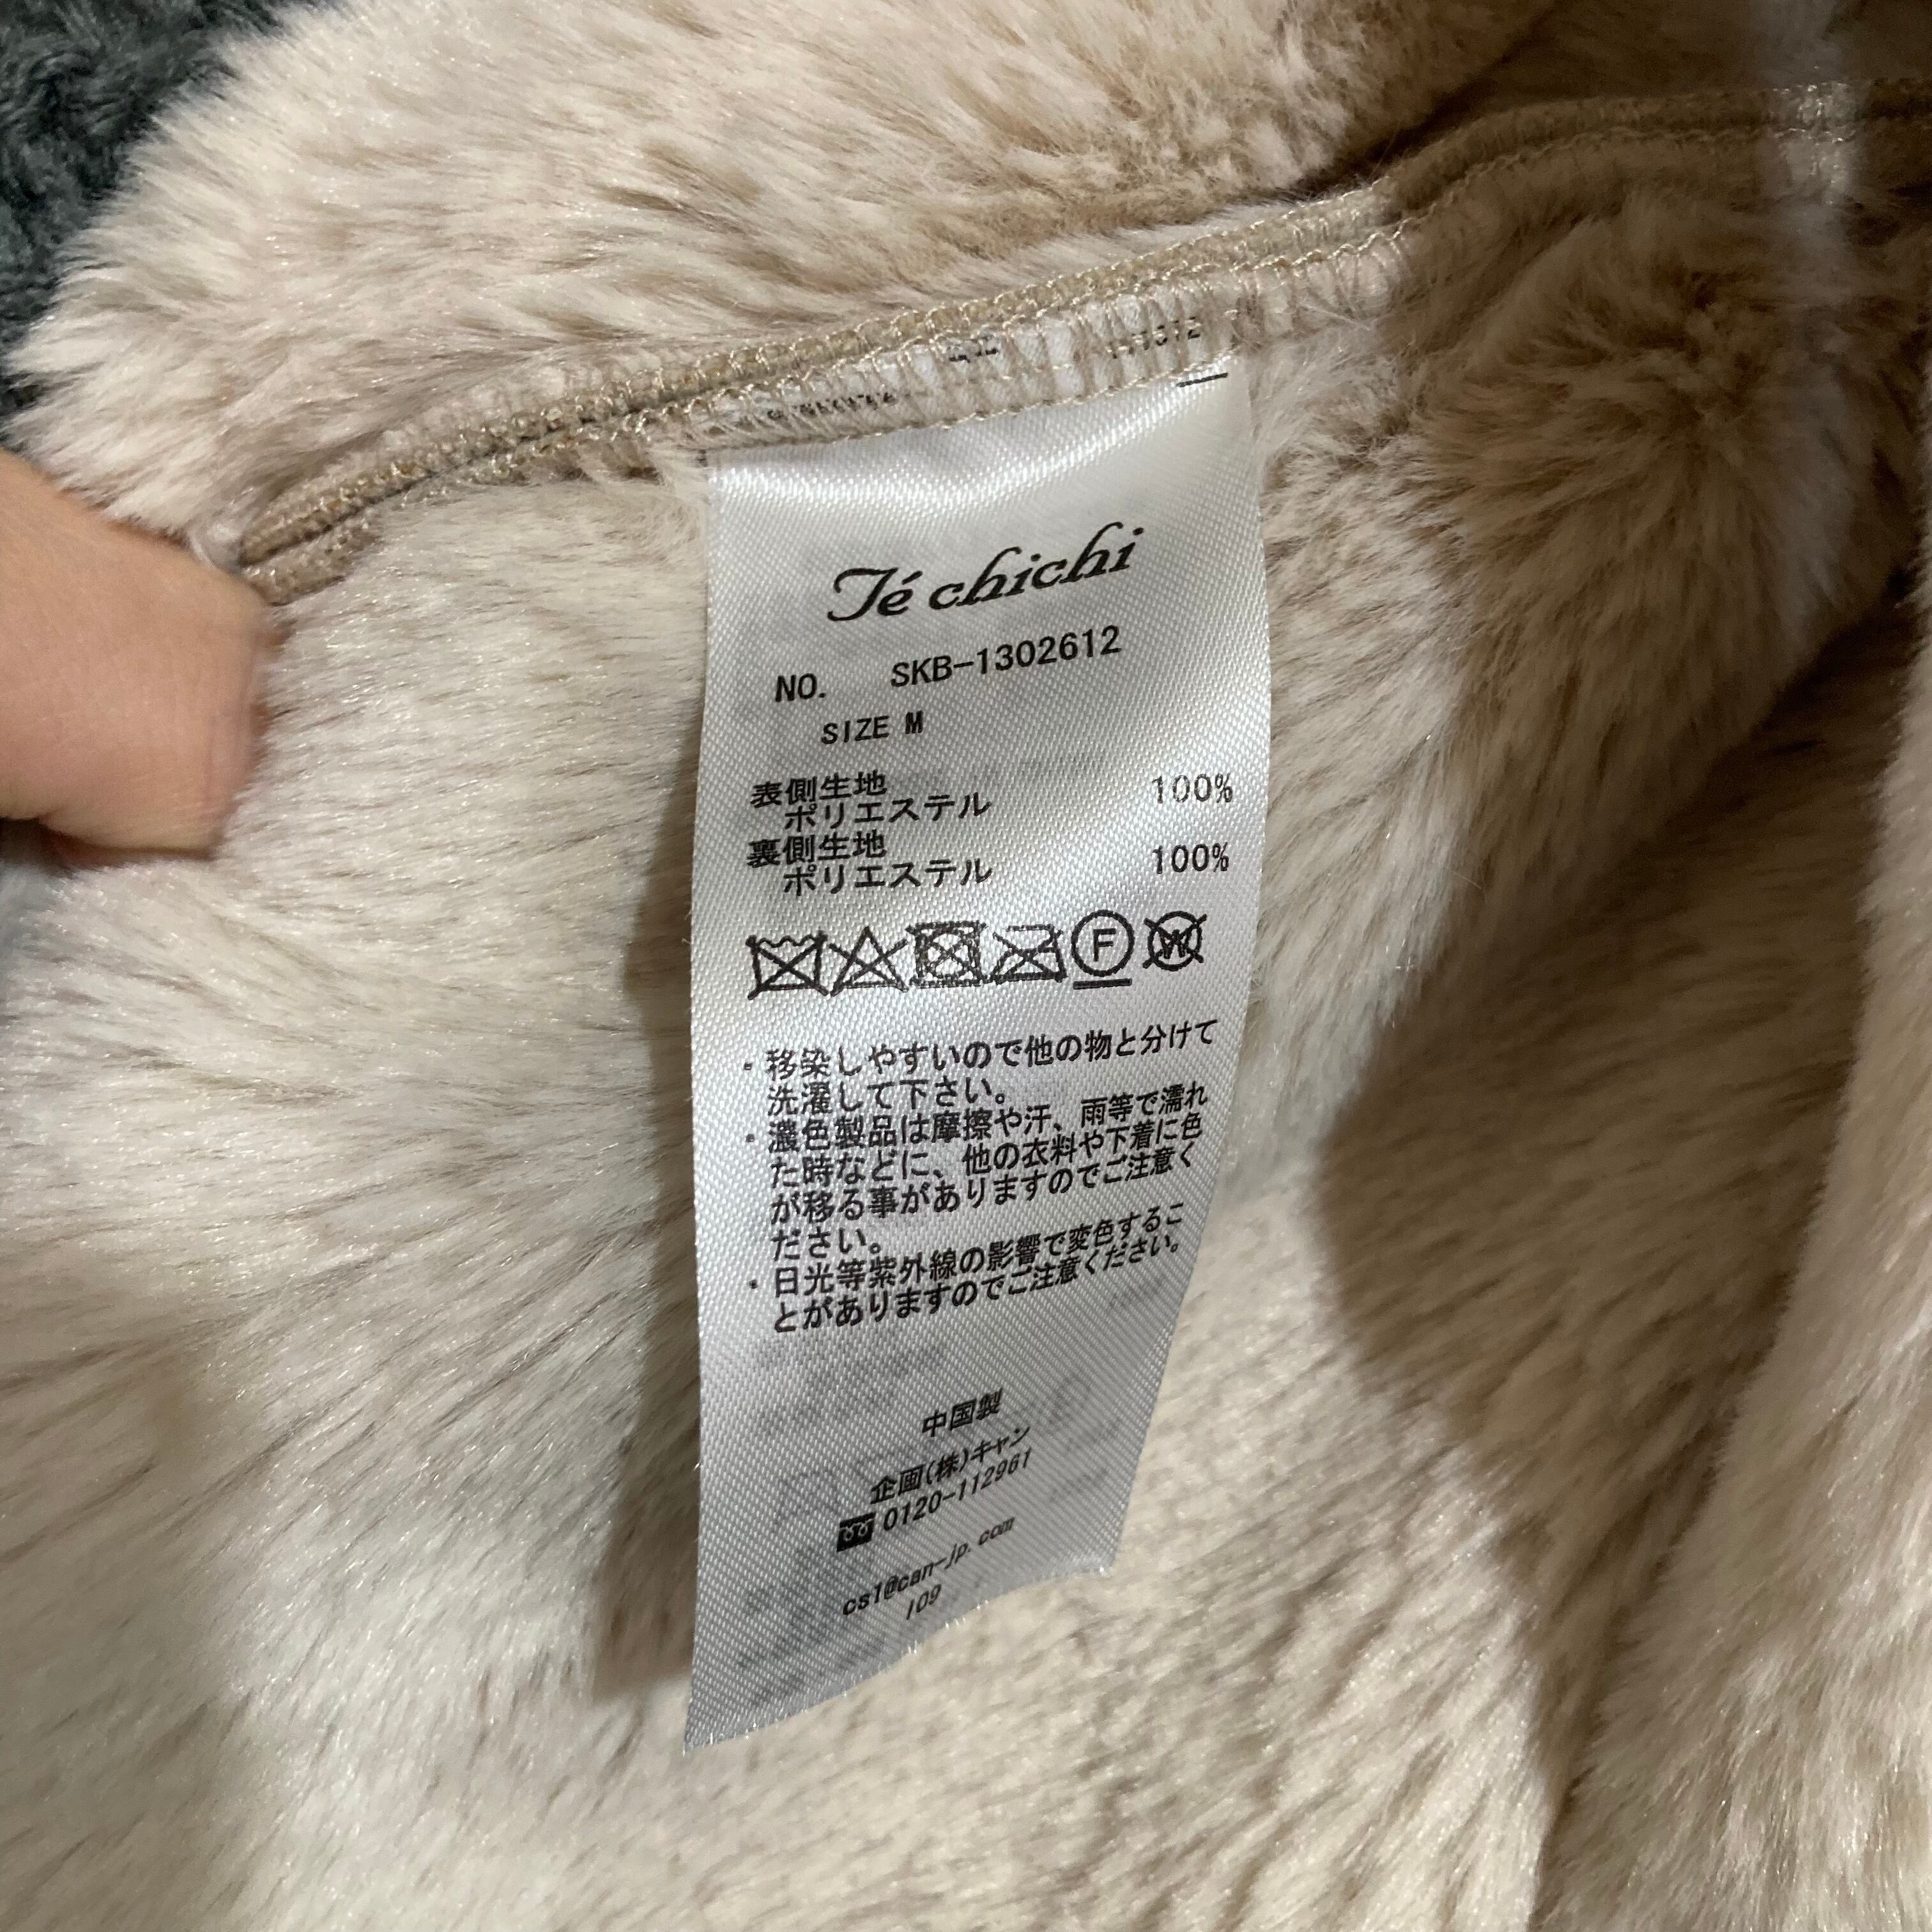 Té chichi
NO. SKB-1302612
SIZE M
表側生地
ポリエステル 100%
裏側生地
ポリエステル 100%
F W
・移染しやすいので他の物と分けて
洗濯して下さい。
・濃色製品は摩擦や汗、雨等で濡れ
た時などに、他の衣料や下着に色
が移る事がありますのでご注意く
ださい。
・日光等紫外線の影響で変色するこ
とがありますのでご注意ください。
中国製
企画(株)キャン
0120-112961
cs1@can-jp.com
109